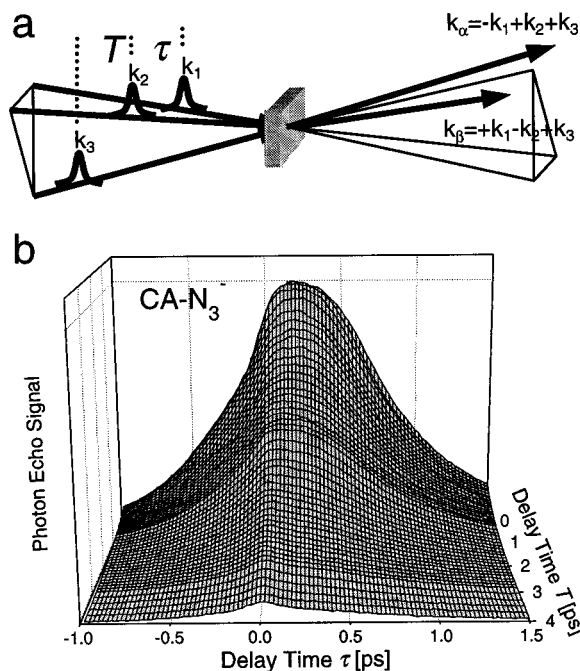 a
T τ
k₂ k₁
k₃
kα=-k₁+k₂+k₃
kβ=+k₁-k₂+k₃
b
CA-N₃⁻
Photon Echo Signal
-1.0 -0.5 0.0 0.5 1.0 1.5
Delay Time τ [ps]
0 1 2 3 4
Delay Time T [ps]